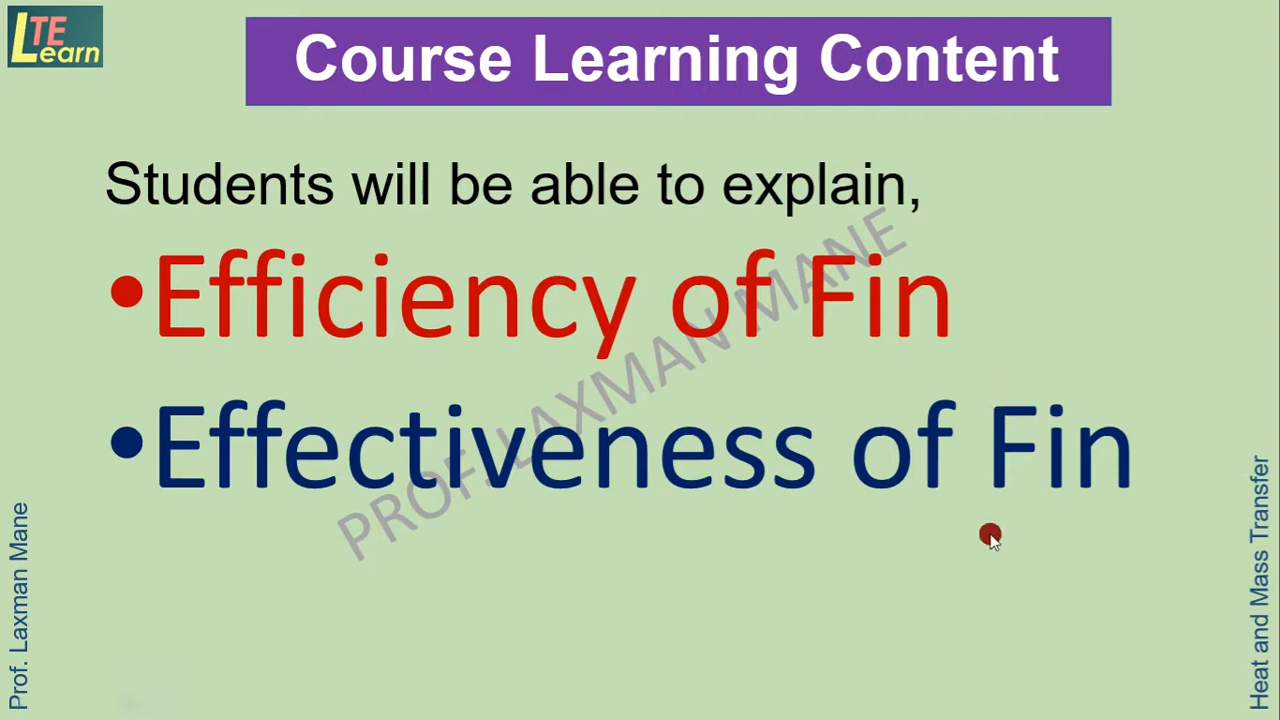 LTE
Learn
Course Learning Content
Students will be able to explain,
•Efficiency of Fin
•Effectiveness of Fin
PROF. LAXMAN MANE
Prof. Laxman Mane
Heat and Mass Transfer